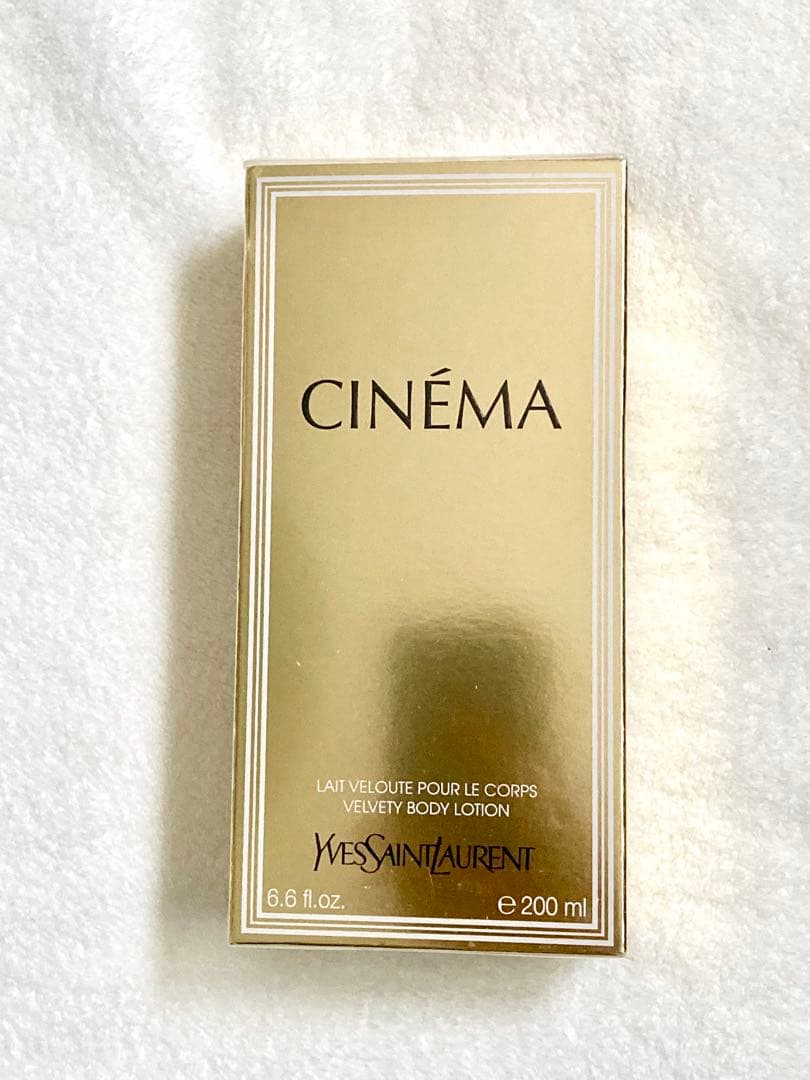 CINÉMA
LAIT VELOUTE POUR LE CORPS
VELVETY BODY LOTION
YVESSAINTLAURENT
6.6 fl.oz. ℮ 200 ml